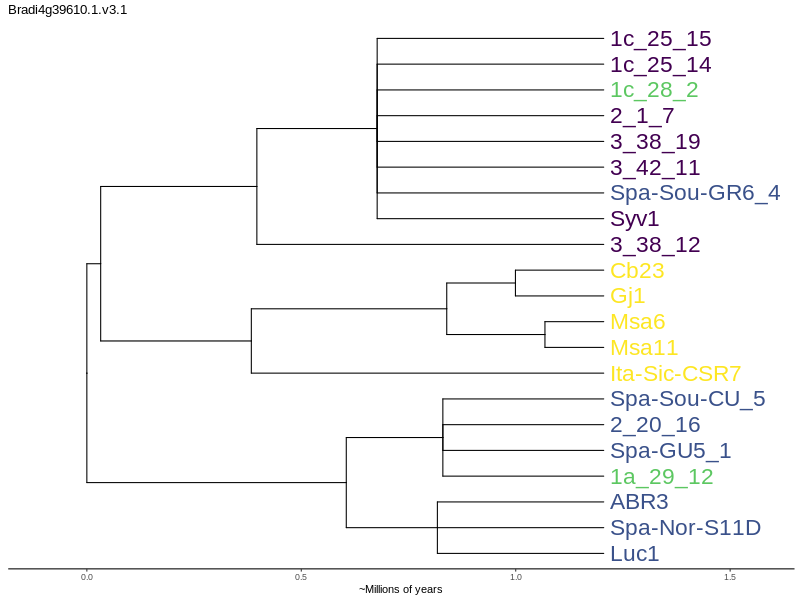 Bradi4g39610.1.v3.1
1c_25_15
1c_25_14
1c_28_2
2_1_7
3_38_19
3_42_11
Spa-Sou-GR6_4
Syv1
3_38_12
Cb23
Gj1
Msa6
Msa11
Ita-Sic-CSR7
Spa-Sou-CU_5
2_20_16
Spa-GU5_1
1a_29_12
ABR3
Spa-Nor-S11D
Luc1
0.0 0.5 1.0 1.5
~Millions of years